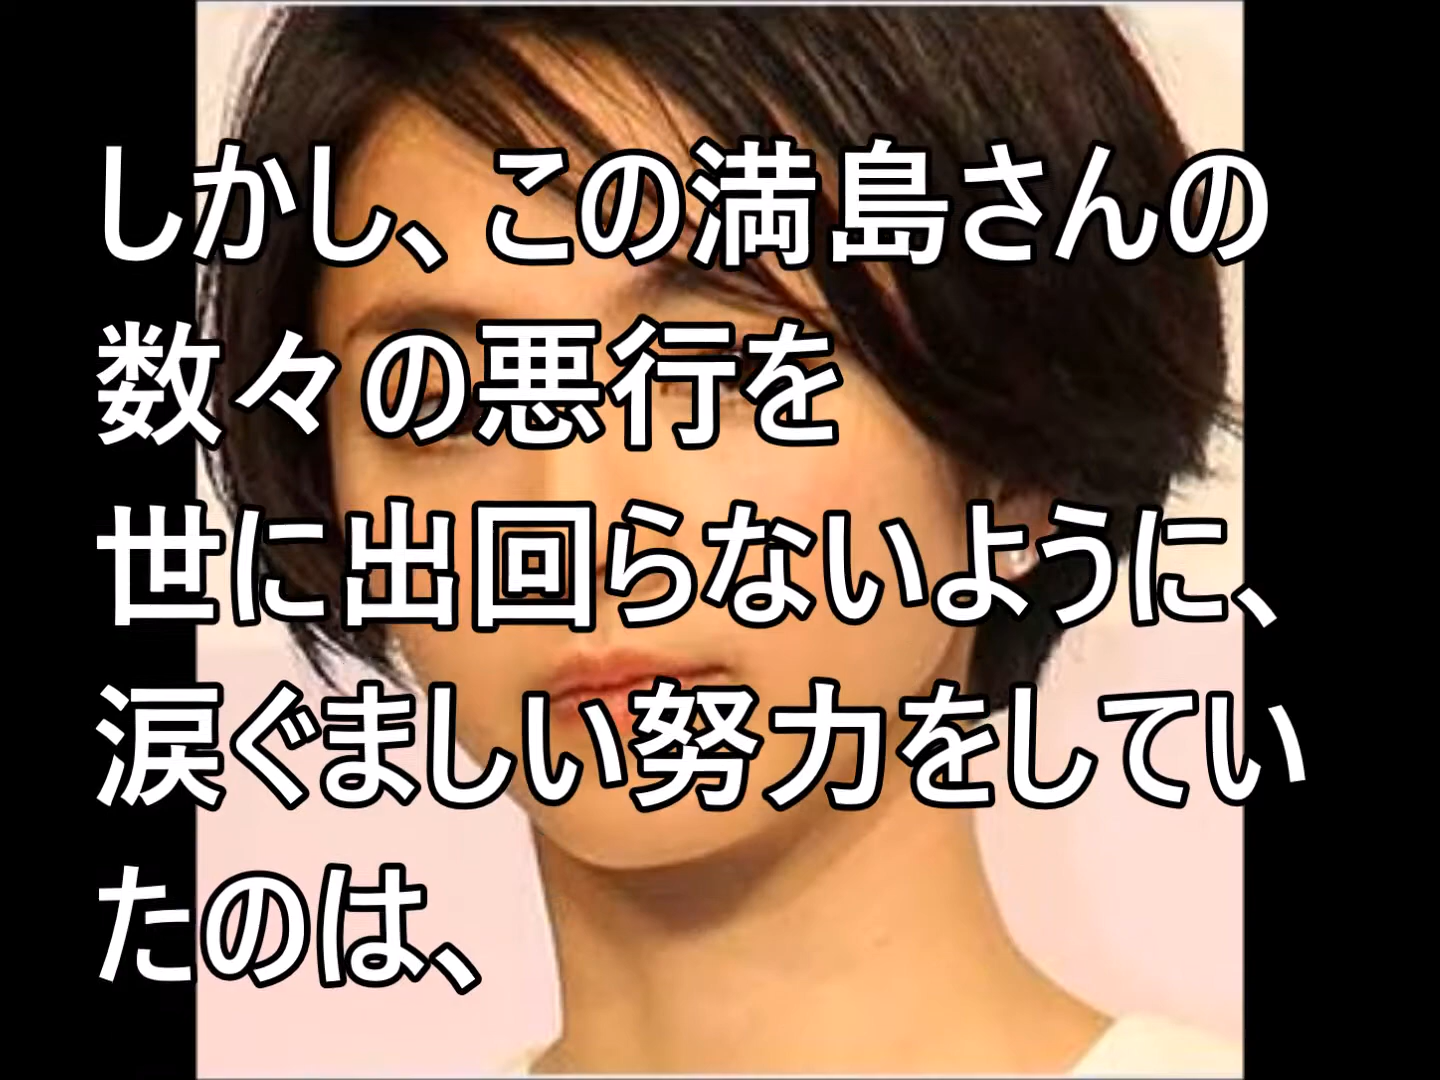 しかし、この満島さんの
数々の悪行を
世に出回らないように、
涙ぐましい努力をしてい
たのは、